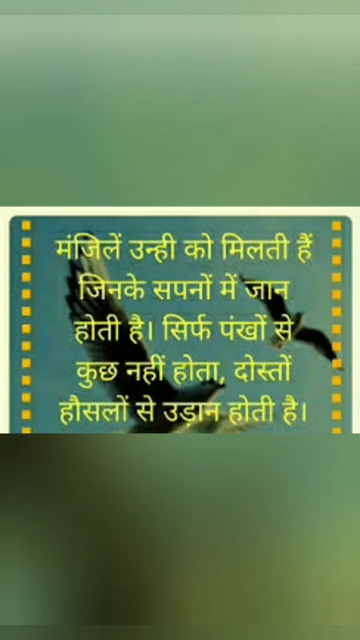 मंजिलें उन्ही को मिलती हैं
जिनके सपनों में जान
होती है। सिर्फ पंखों से
कुछ नहीं होता, दोस्तों
हौसलों से उड़ान होती है।